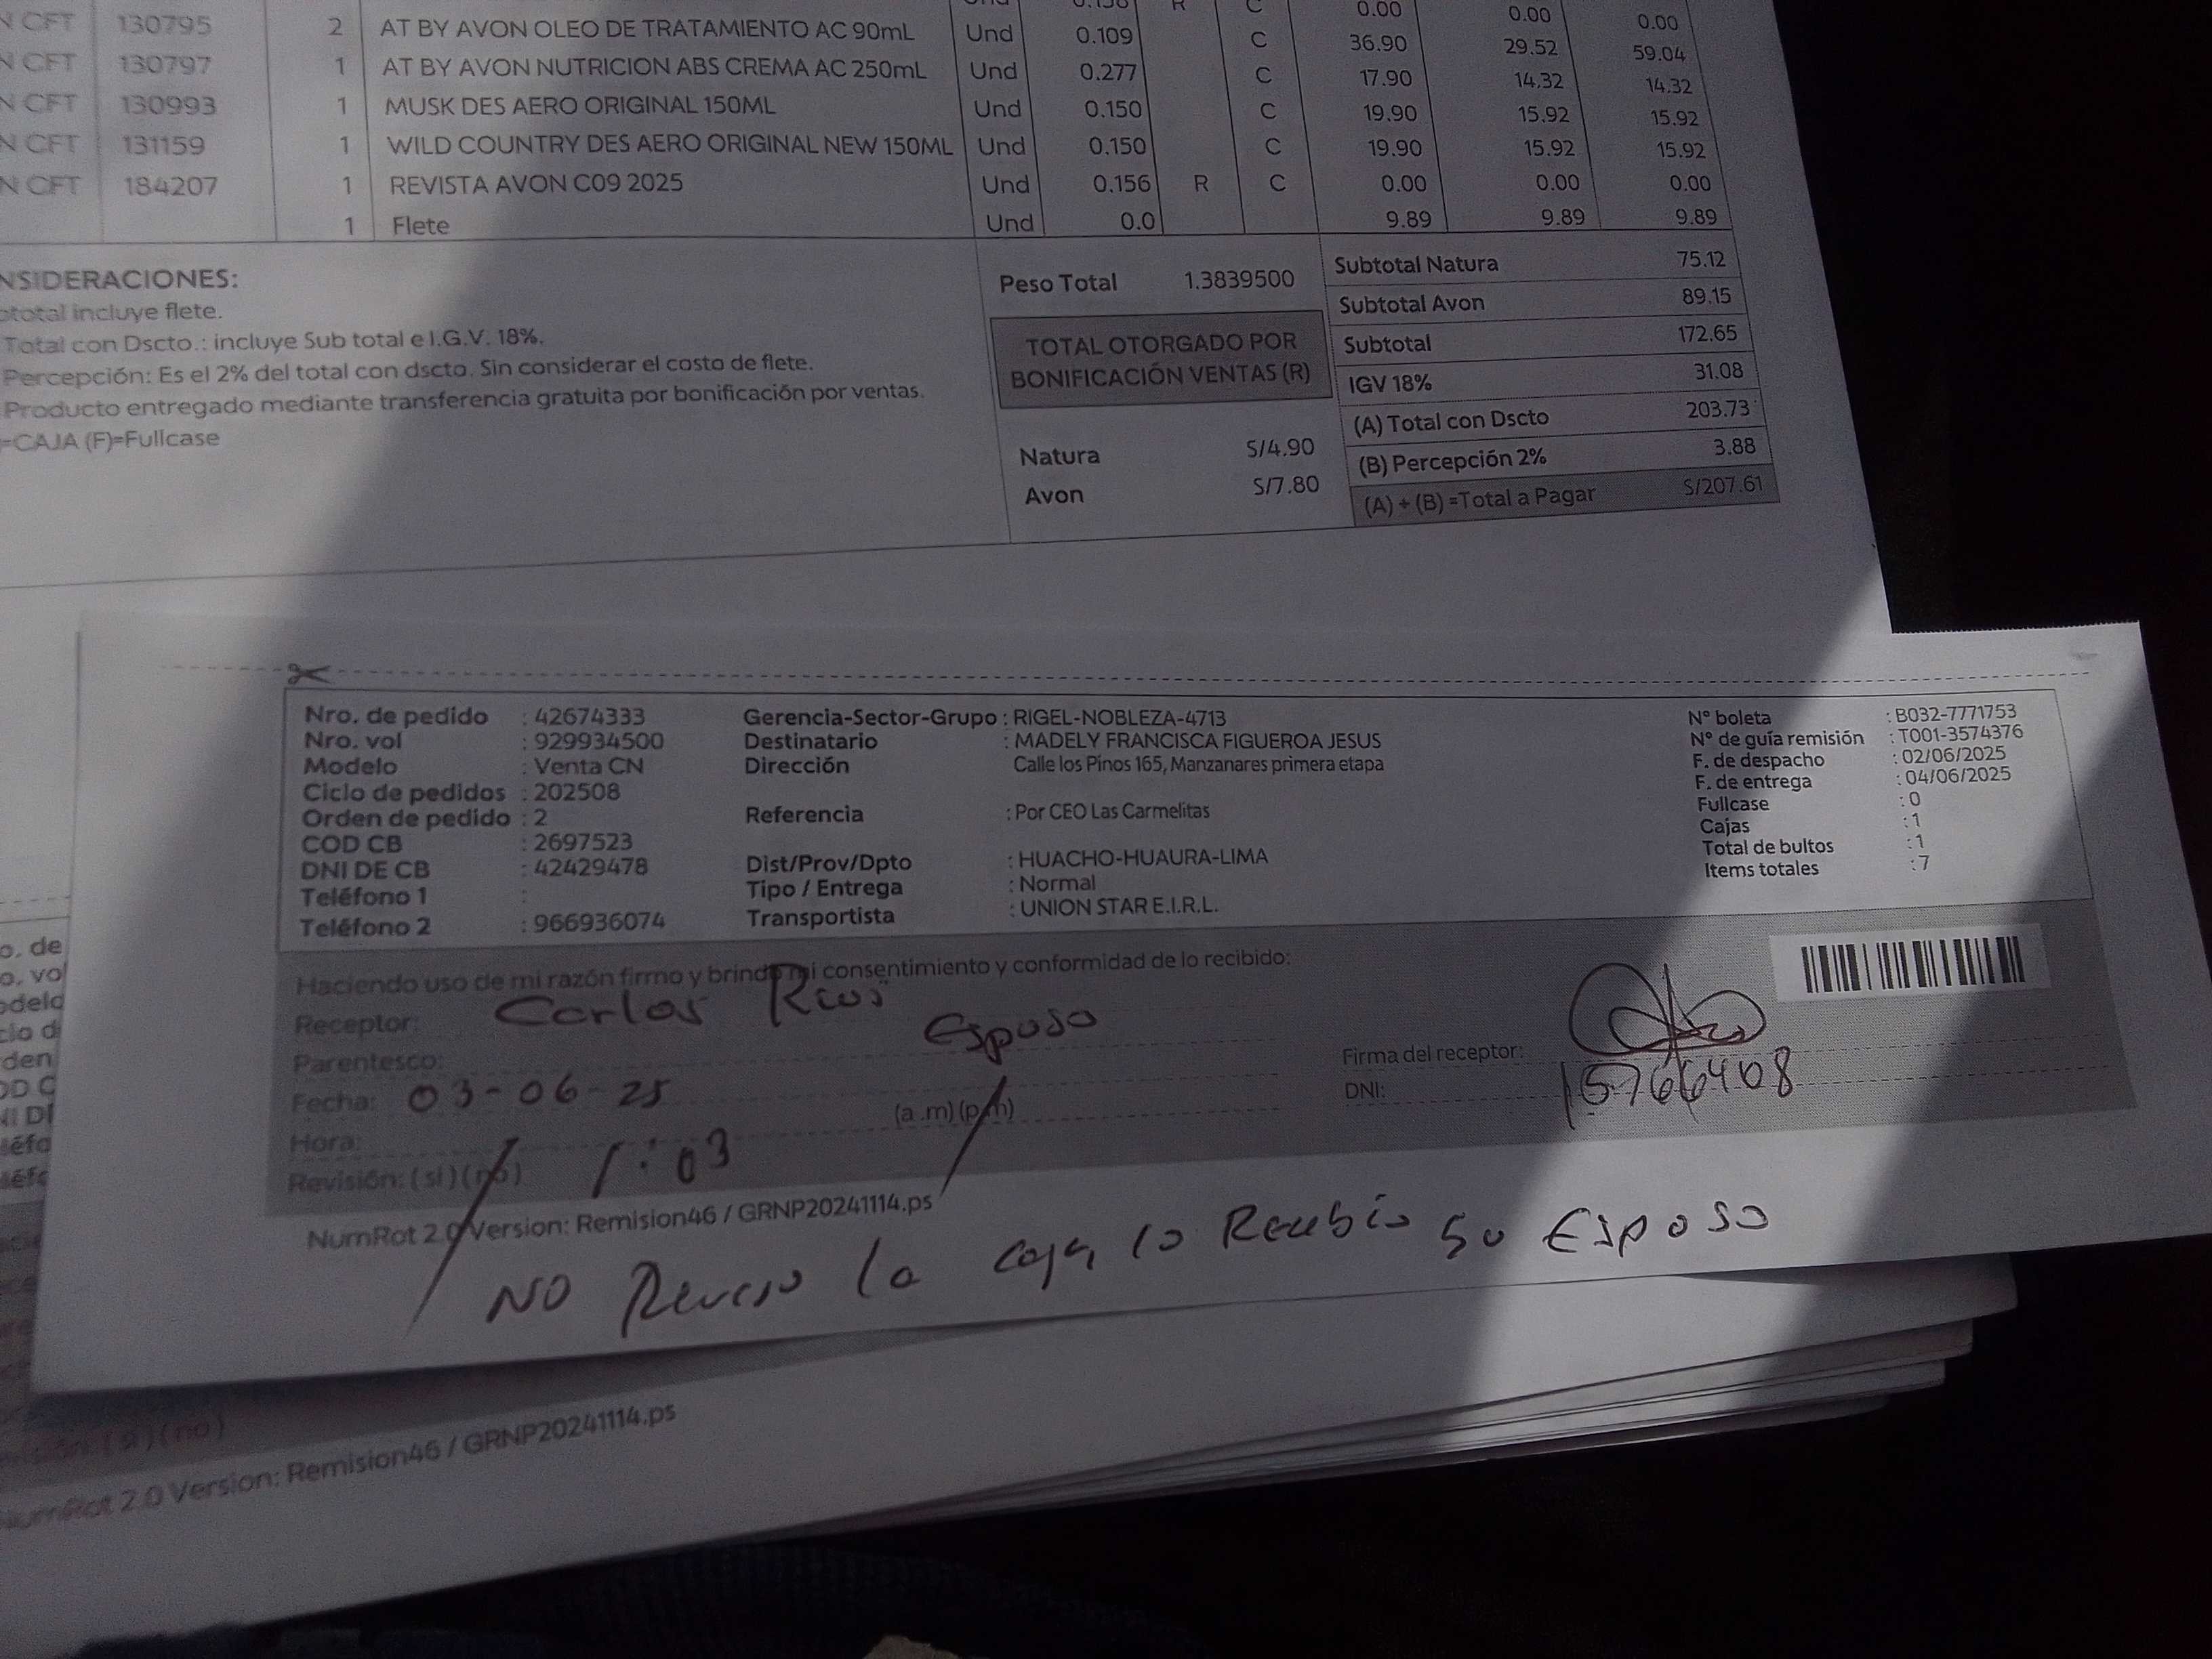 N CFT 130795 2 AT BY AVON OLEO DE TRATAMIENTO AC 90mL Und 0.109 C 36.90 29.52 59.04
N CFT 130797 1 AT BY AVON NUTRICION ABS CREMA AC 250mL Und 0.277 C 17.90 14.32 14.32
N CFT 130993 1 MUSK DES AERO ORIGINAL 150ML Und 0.150 C 19.90 15.92 15.92
N CFT 131159 1 WILD COUNTRY DES AERO ORIGINAL NEW 150ML Und 0.150 C 19.90 15.92 15.92
N CFT 184207 1 REVISTA AVON C09 2025 Und 0.156 R C 0.00 0.00 0.00
1 Flete Und 0.0 9.89 9.89 9.89
NSIDERACIONES:
total incluye flete.
Total con Dscto.: incluye Sub total e I.G.V. 18%.
Percepción: Es el 2% del total con dscto. Sin considerar el costo de flete.
Producto entregado mediante transferencia gratuita por bonificación por ventas.
=CAJA (F)=Fullcase
Peso Total 1.3839500
TOTAL OTORGADO POR
BONIFICACIÓN VENTAS (R)
Natura S/4.90
Avon S/7.80
Subtotal Natura 75.12
Subtotal Avon 89.15
Subtotal 172.65
IGV 18% 31.08
(A) Total con Dscto 203.73
(B) Percepción 2% 3.88
(A) + (B) =Total a Pagar S/207.61
Nro. de pedido : 42674333
Nro. vol : 929934500
Modelo : Venta CN
Ciclo de pedidos : 202508
Orden de pedido : 2
COD CB : 2697523
DNI DE CB : 42429478
Teléfono 1 :
Teléfono 2 : 966936074
Gerencia-Sector-Grupo : RIGEL-NOBLEZA-4713
Destinatario : MADELY FRANCISCA FIGUEROA JESUS
Dirección Calle los Pinos 165, Manzanares primera etapa
Referencia : Por CEO Las Carmelitas
Dist/Prov/Dpto : HUACHO-HUAURA-LIMA
Tipo / Entrega : Normal
Transportista : UNION STAR E.I.R.L.
N° boleta : B032-7771753
N° de guía remisión : T001-3574376
F. de despacho : 02/06/2025
F. de entrega : 04/06/2025
Fullcase : 0
Cajas : 1
Total de bultos : 1
Items totales : 7
Haciendo uso de mi razón firmo y brindo mi consentimiento y conformidad de lo recibido:
Receptor: Carlos Rios
Parentesco: Esposo
Fecha: 03-06-25
Hora: 1:03 (a.m)(p.m)
Revisión: (si)(no)
Firma del receptor:
DNI: 15766408
NumRot 2.0 Version: Remision46 / GRNP20241114.ps
NO Reviso la caja lo Recibio su Esposo
NumRot 2.0 Version: Remision46 / GRNP20241114.ps